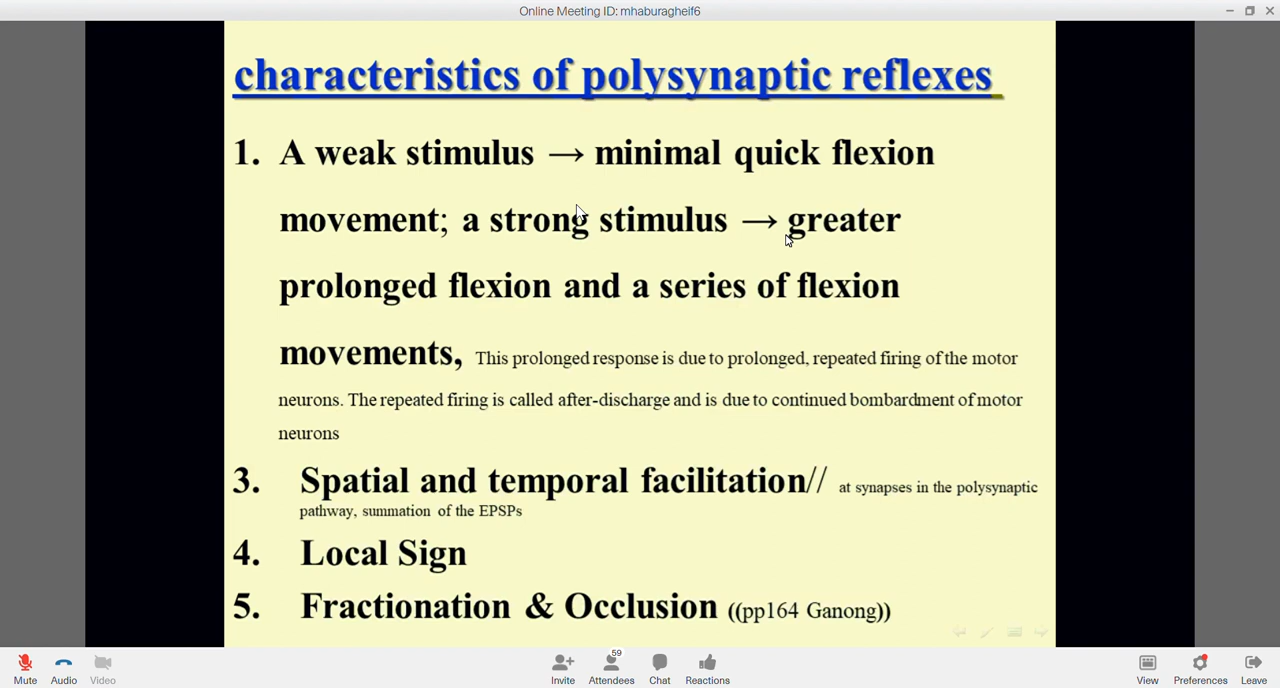 Online Meeting ID: mhaburagheif6
characteristics of polysynaptic reflexes
1. A weak stimulus → minimal quick flexion
movement; a strong stimulus → greater
prolonged flexion and a series of flexion
movements, This prolonged response is due to prolonged, repeated firing of the motor
neurons. The repeated firing is called after-discharge and is due to continued bombardment of motor
neurons
3. Spatial and temporal facilitation// at synapses in the polysynaptic
pathway, summation of the EPSPs
4. Local Sign
5. Fractionation & Occlusion ((pp164 Ganong))
59
Mute Audio Video Invite Attendees Chat Reactions View Preferences Leave